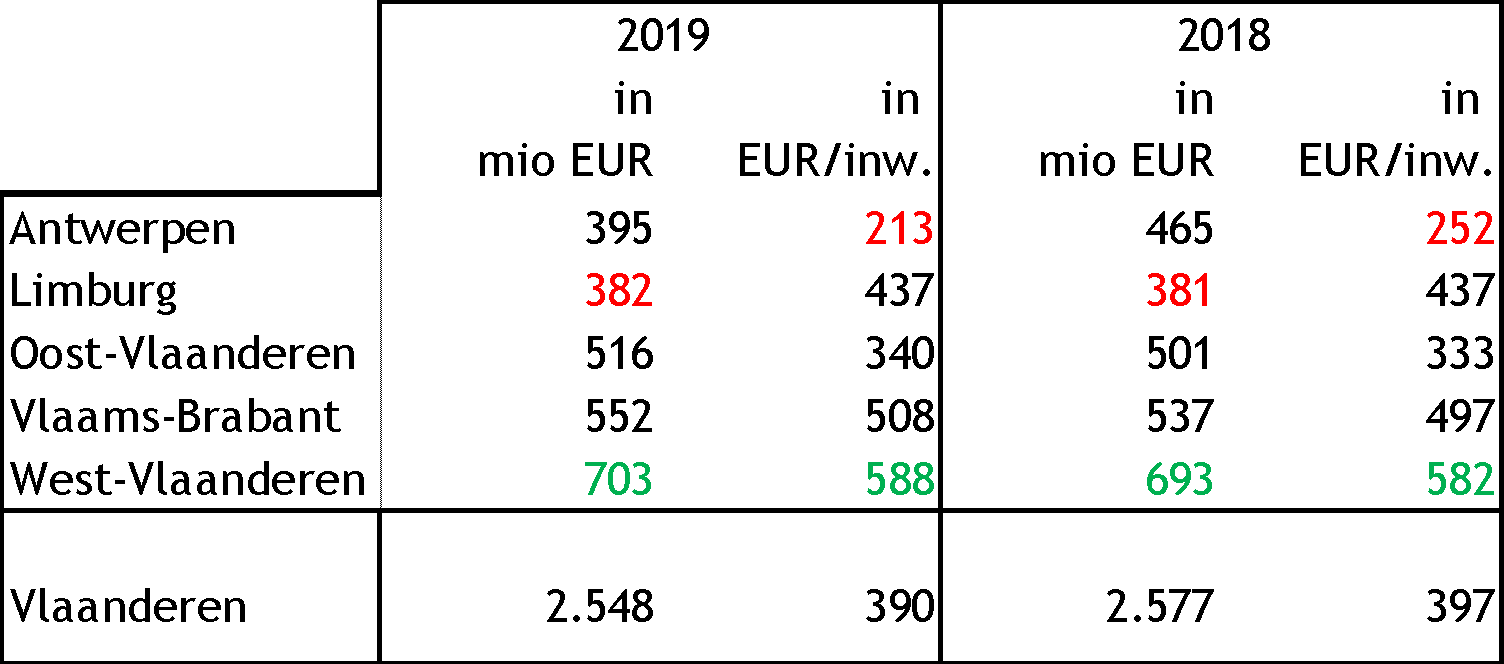 2019 2018
in in in in
mio EUR EUR/inw. mio EUR EUR/inw.
Antwerpen 395 213 465 252
Limburg 382 437 381 437
Oost-Vlaanderen 516 340 501 333
Vlaams-Brabant 552 508 537 497
West-Vlaanderen 703 588 693 582
Vlaanderen 2.548 390 2.577 397